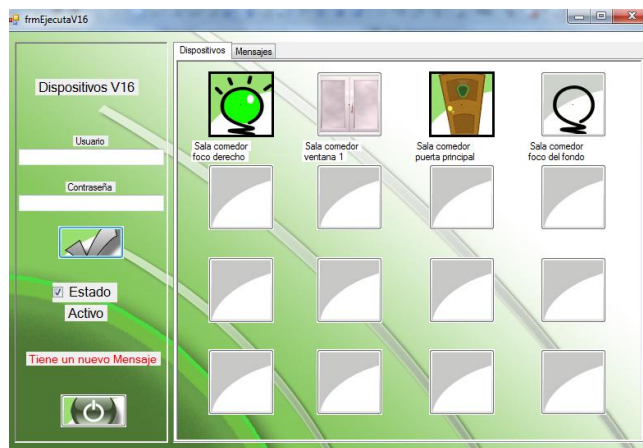 frmEjecutaV16
Dispositivos V16
Usuario
Contraseña
Estado
Activo
Tiene un nuevo Mensaje
Dispositivos
Mensajes
Sala comedor
foco derecho
Sala comedor
ventana 1
Sala comedor
puerta principal
Sala comedor
foco del fondo